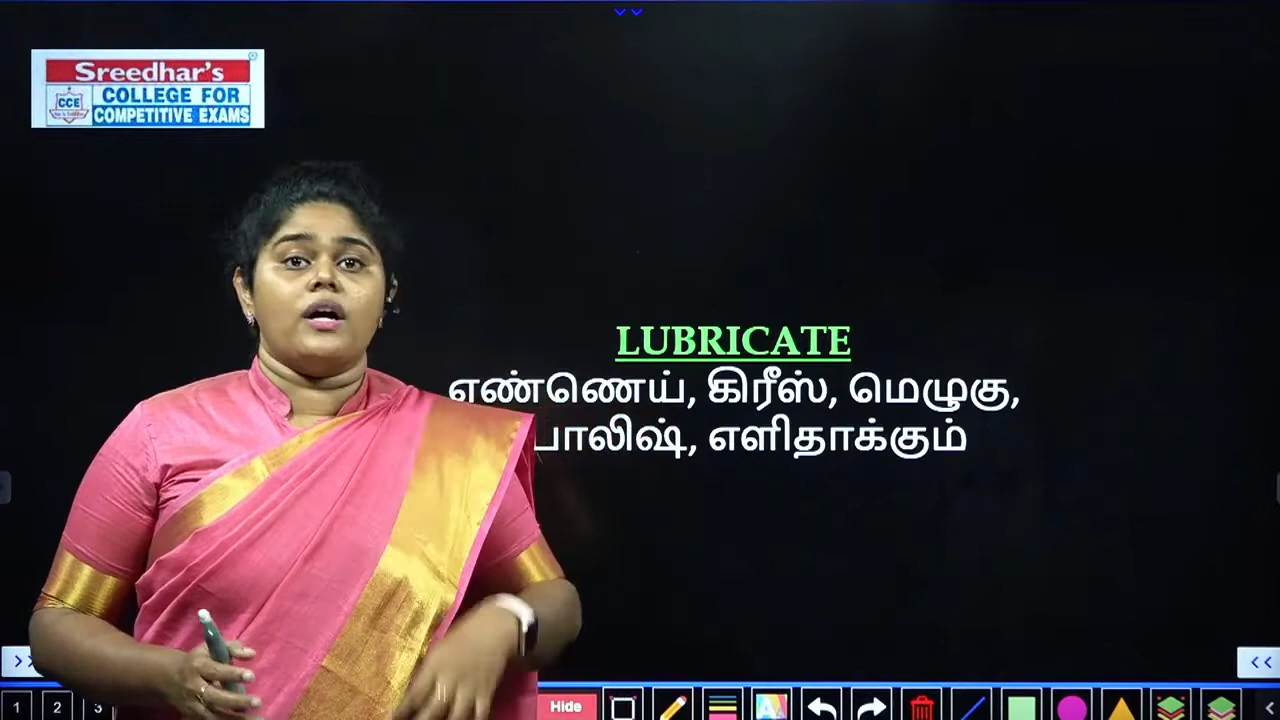 Sreedhar's
CCE
COLLEGE FOR
COMPETITIVE EXAMS
LUBRICATE
எண்ணெய், கிரீஸ், மெழுகு,
பாலிஷ், எளிதாக்கும்
1 2 3
Hide